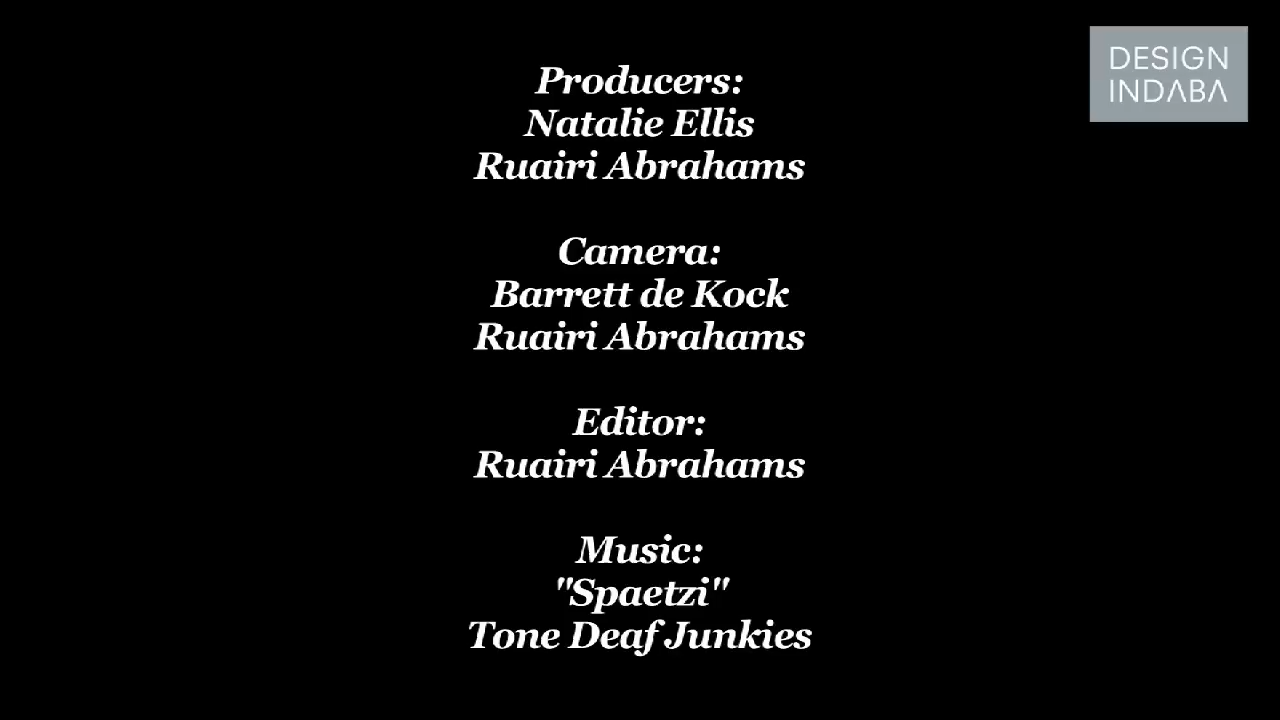 Producers:
Natalie Ellis
Ruairi Abrahams
Camera:
Barrett de Kock
Ruairi Abrahams
Editor:
Ruairi Abrahams
Music:
"Spaetzi"
Tone Deaf Junkies
DESIGN
INDABA